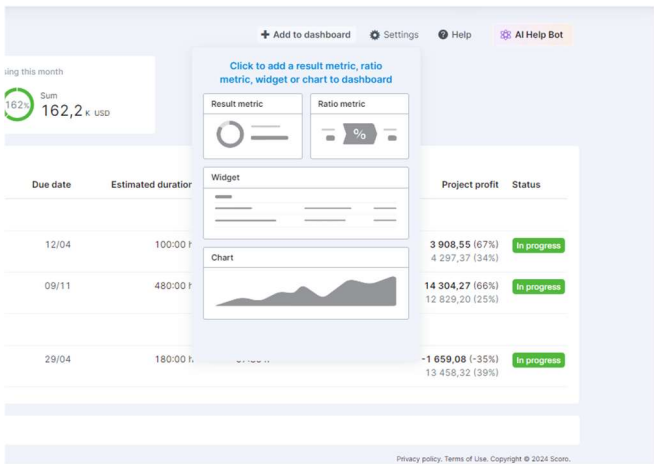 + Add to dashboard Settings Help AI Help Bot
sing this month
162% Sum
162,2 K USD
Click to add a result metric, ratio
metric, widget or chart to dashboard
Result metric Ratio metric
%
Widget
Chart
Due date Estimated duration Project profit Status
12/04 100:00 h 3 908,55 (67%) In progress
4 297,37 (34%)
09/11 480:00 h 14 304,27 (66%) In progress
12 829,20 (25%)
29/04 180:00 h -1 659,08 (-35%) In progress
13 458,32 (39%)
Privacy policy. Terms of Use. Copyright © 2024 Scoro.